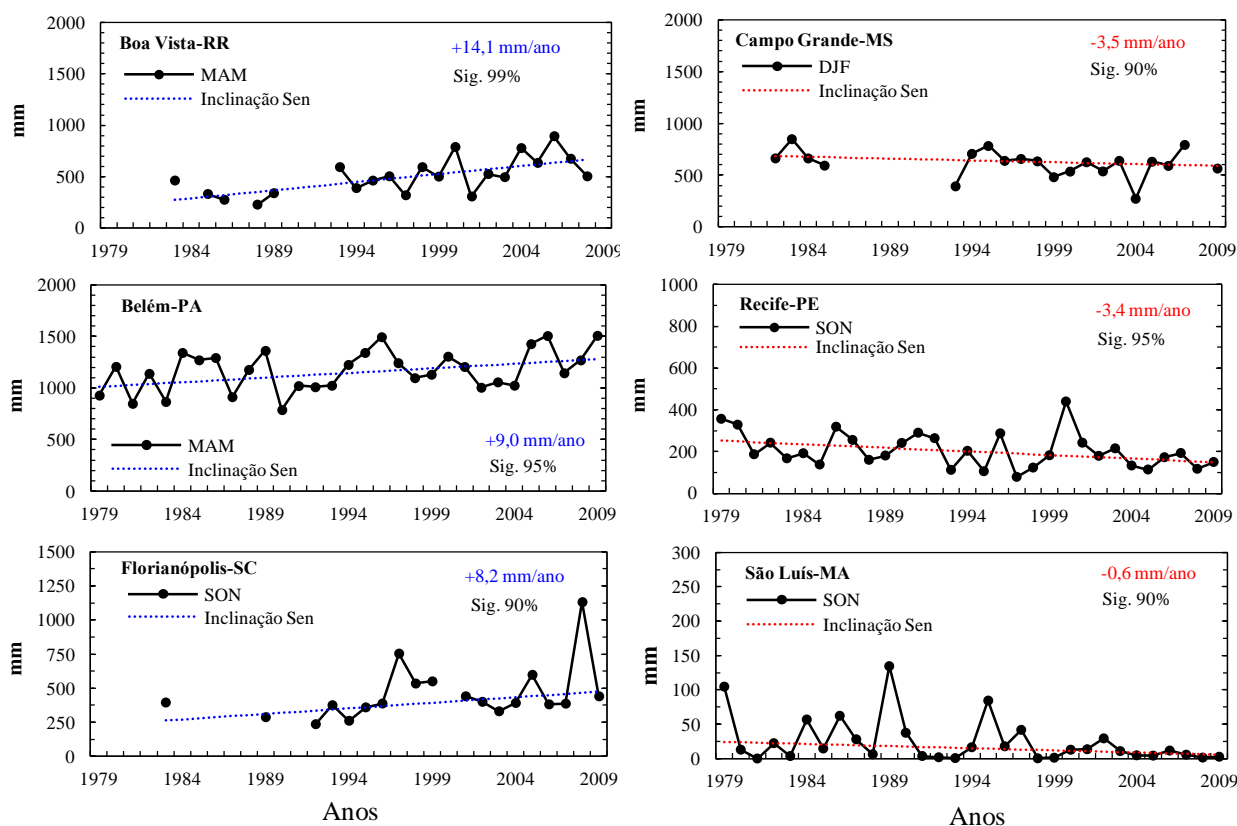 2000
1500
1000
500
0
mm
Boa Vista-RR
MAM
Inclinação Sen
+14,1 mm/ano
Sig. 99%
1979 1984 1989 1994 1999 2004 2009
2000
1500
1000
500
0
mm
Campo Grande-MS
DJF
Inclinação Sen
-3,5 mm/ano
Sig. 90%
1979 1984 1989 1994 1999 2004 2009
2000
1500
1000
500
0
mm
Belém-PA
MAM
Inclinação Sen
+9,0 mm/ano
Sig. 95%
1979 1984 1989 1994 1999 2004 2009
1000
800
600
400
200
0
mm
Recife-PE
SON
Inclinação Sen
-3,4 mm/ano
Sig. 95%
1979 1984 1989 1994 1999 2004 2009
1500
1250
1000
750
500
250
0
mm
Florianópolis-SC
SON
Inclinação Sen
+8,2 mm/ano
Sig. 90%
1979 1984 1989 1994 1999 2004 2009
Anos
300
250
200
150
100
50
0
mm
São Luís-MA
SON
Inclinação Sen
-0,6 mm/ano
Sig. 90%
1979 1984 1989 1994 1999 2004 2009
Anos